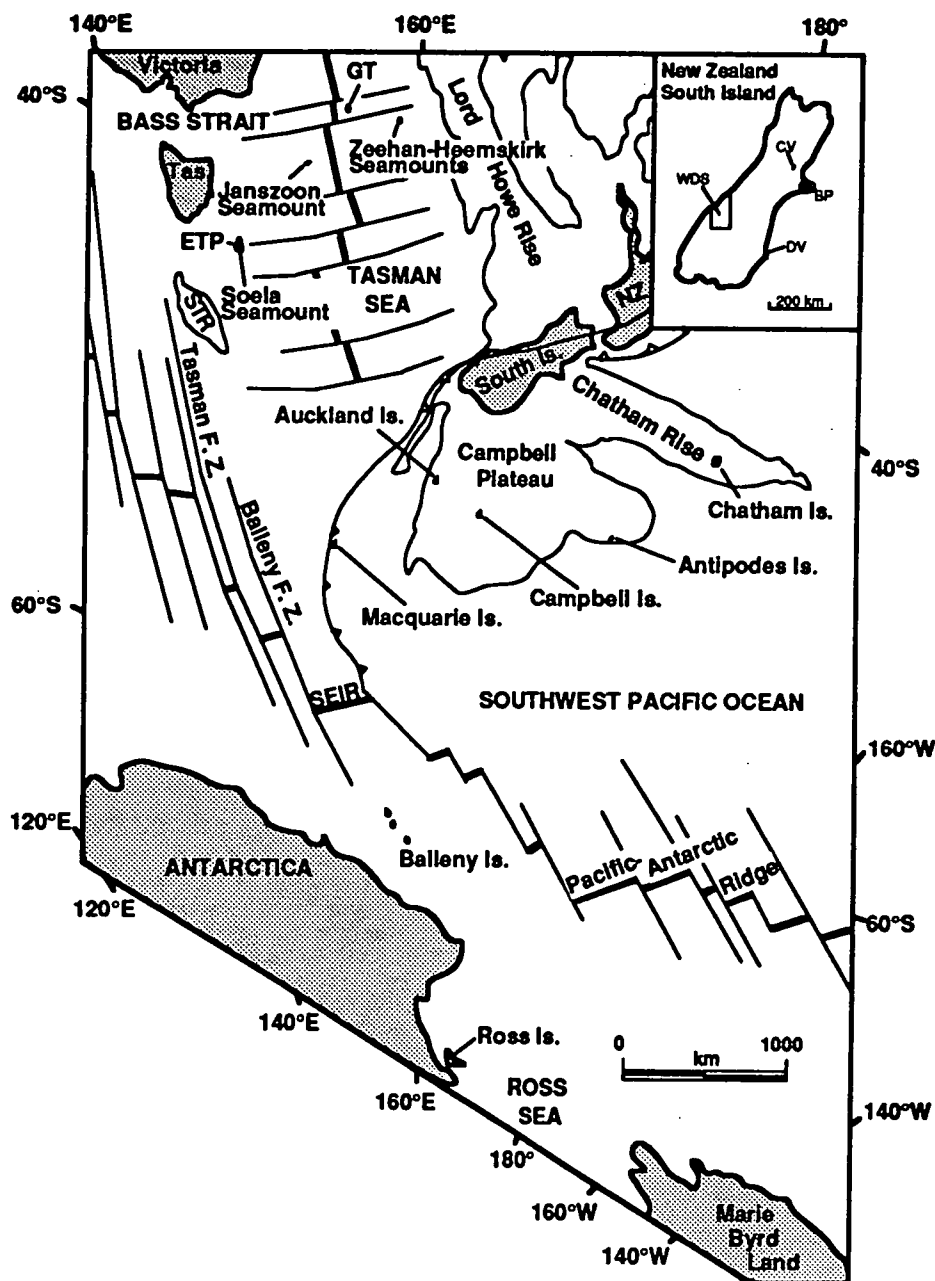 140°E
160°E
180°
Victoria
GT
Lord
Howe Rise
New Zealand
South Island
CV
WDS
BP
DV
200 km
40°S
BASS STRAIT
Zeehan-Heemskirk
Seamounts
Tas
Janszoon
Seamount
ETP
TASMAN
SEA
NZ
STR
Soela
Seamount
South Is.
Tasman F. Z.
Auckland Is.
Chatham Rise
Campbell
Plateau
40°S
Chatham Is.
Balleny F. Z.
Antipodes Is.
Campbell Is.
60°S
Macquarie Is.
SEIR
SOUTHWEST PACIFIC OCEAN
160°W
120°E
Balleny Is.
ANTARCTICA
Pacific-Antarctic
Ridge
120°E
60°S
140°E
Ross Is.
0
1000
km
160°E
ROSS
SEA
140°W
180°
160°W
Marie
Byrd
Land
140°W